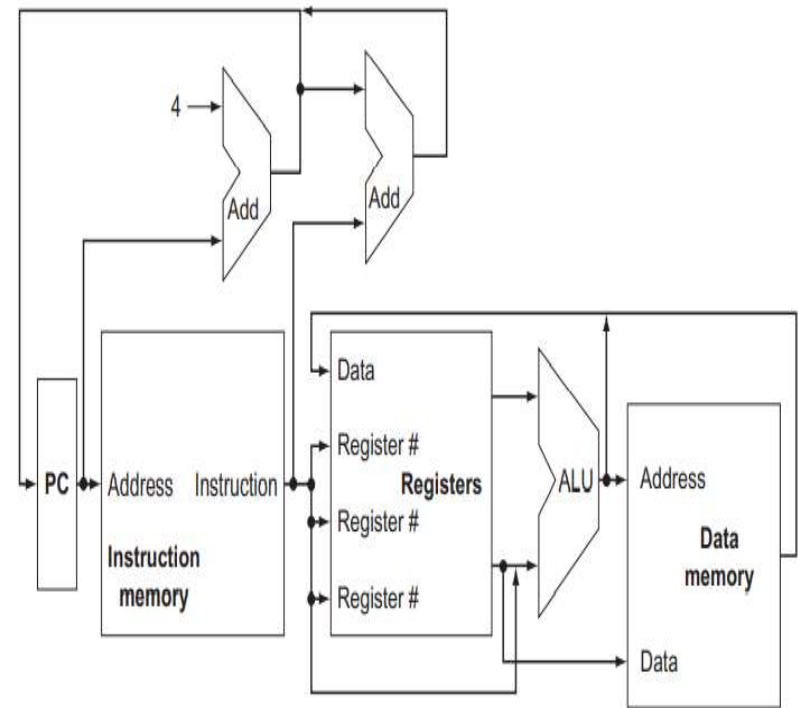 4
Add
Add
Data
Register #
Register #
Register #
Registers
PC
Address
Instruction
Instruction
memory
ALU
Address
Data
memory
Data